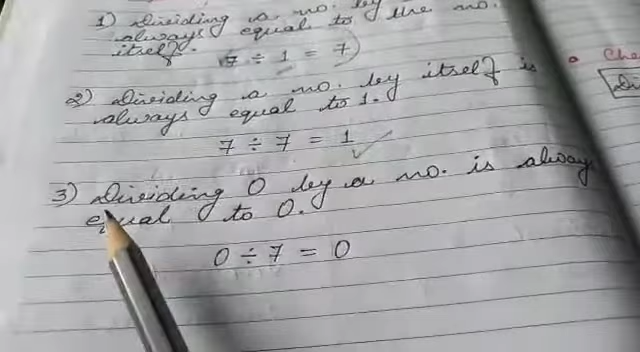 1) Dividing a no. by
always equal to the no.
itself.
7 ÷ 1 = 7
2) Dividing a no. by itself is
always equal to 1.
7 ÷ 7 = 1
3) Dividing 0 by a no. is always
equal to 0.
0 ÷ 7 = 0
Che